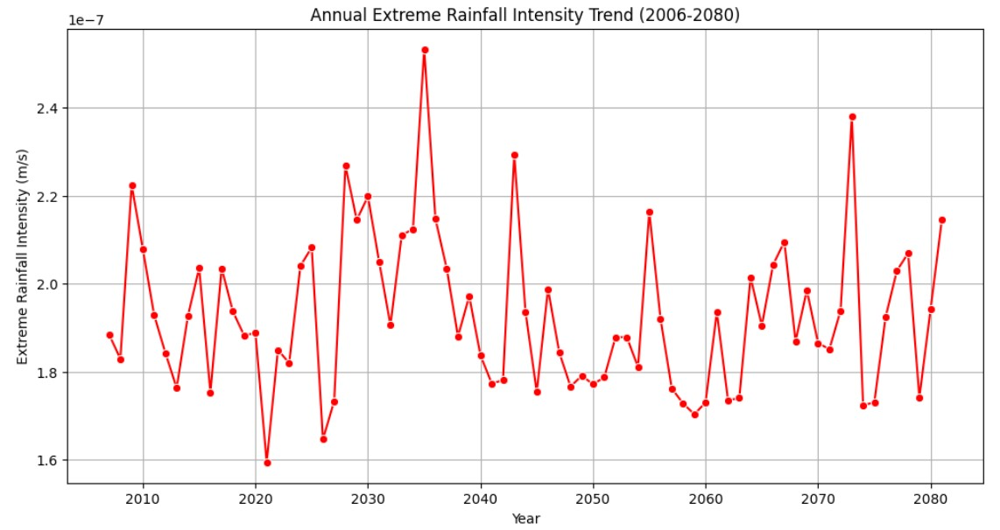 Annual Extreme Rainfall Intensity Trend (2006-2080)
1e−7
Extreme Rainfall Intensity (m/s)
2.4
2.2
2.0
1.8
1.6
2010 2020 2030 2040 2050 2060 2070 2080
Year